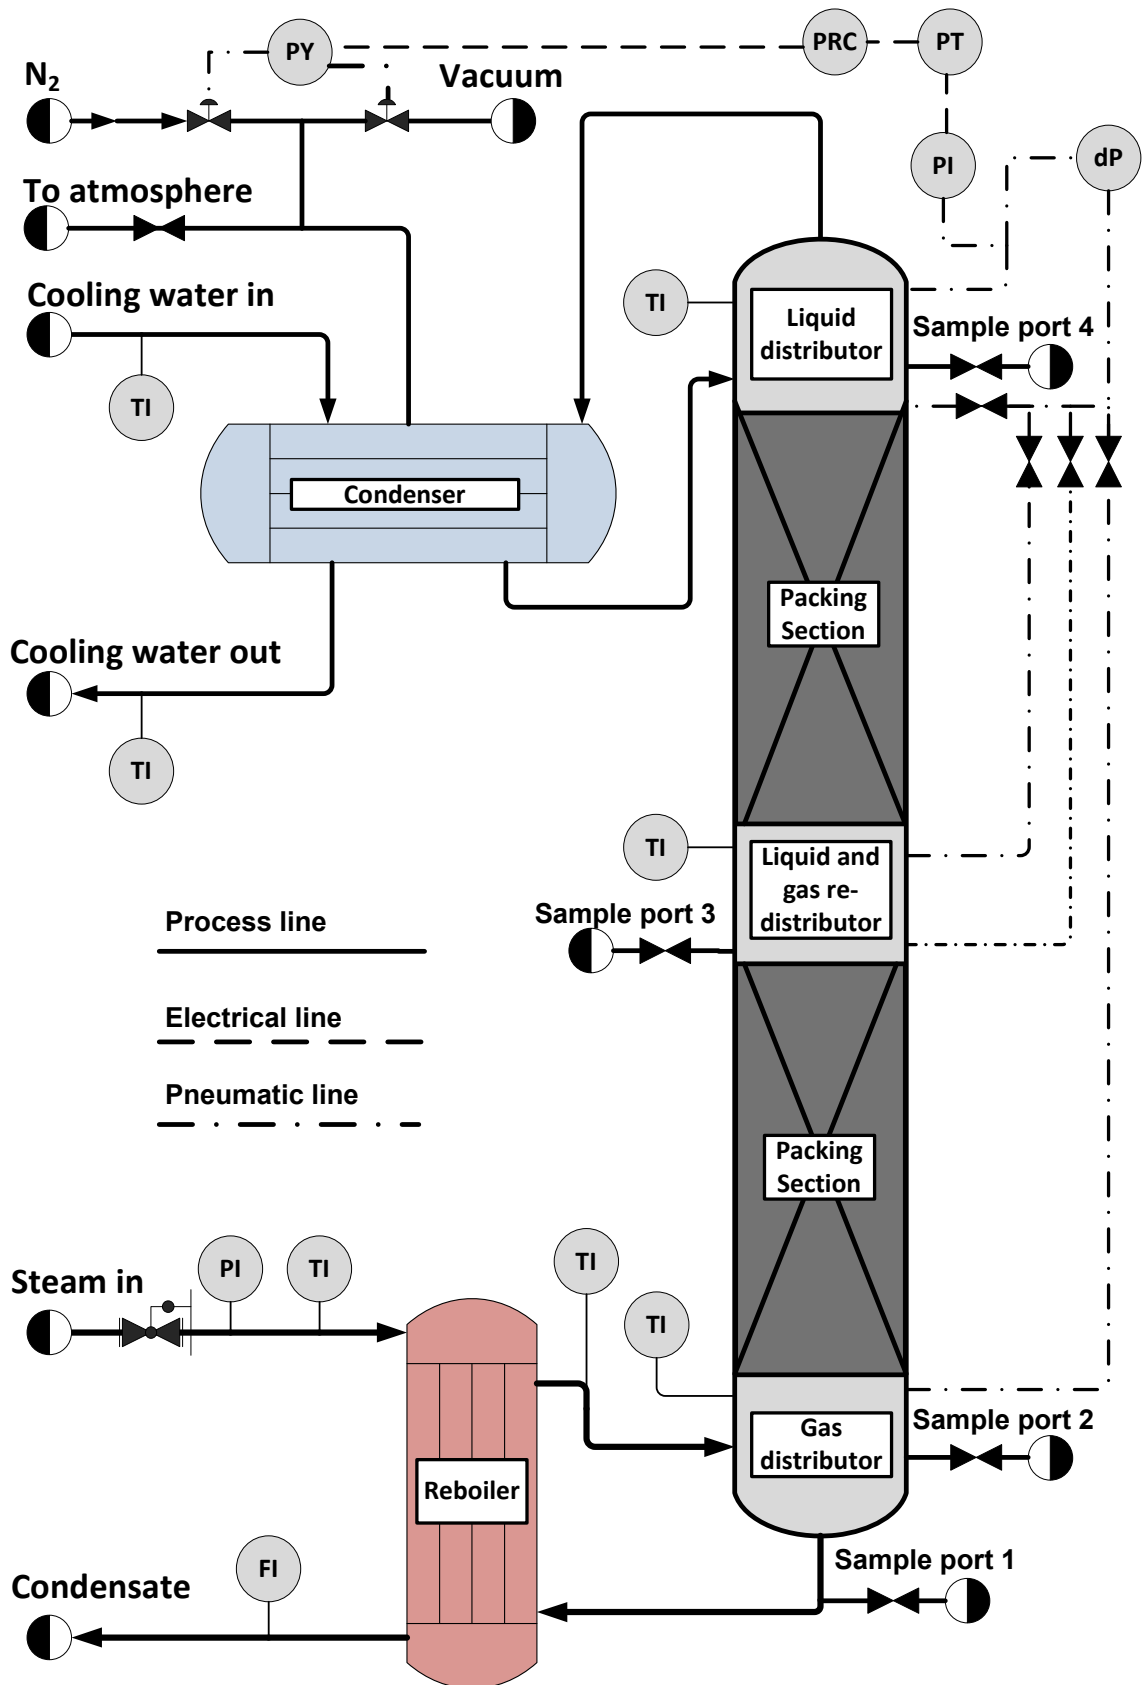 PY
PRC
PT
N2
Vacuum
PI
dP
To atmosphere
Cooling water in
TI
TI
Liquid
distributor
Sample port 4
Condenser
Packing
Section
Cooling water out
TI
TI
Liquid and
gas re-
distributor
Sample port 3
Process line
Electrical line
Pneumatic line
Packing
Section
Steam in
PI
TI
TI
TI
Gas
distributor
Sample port 2
Reboiler
Condensate
FI
Sample port 1